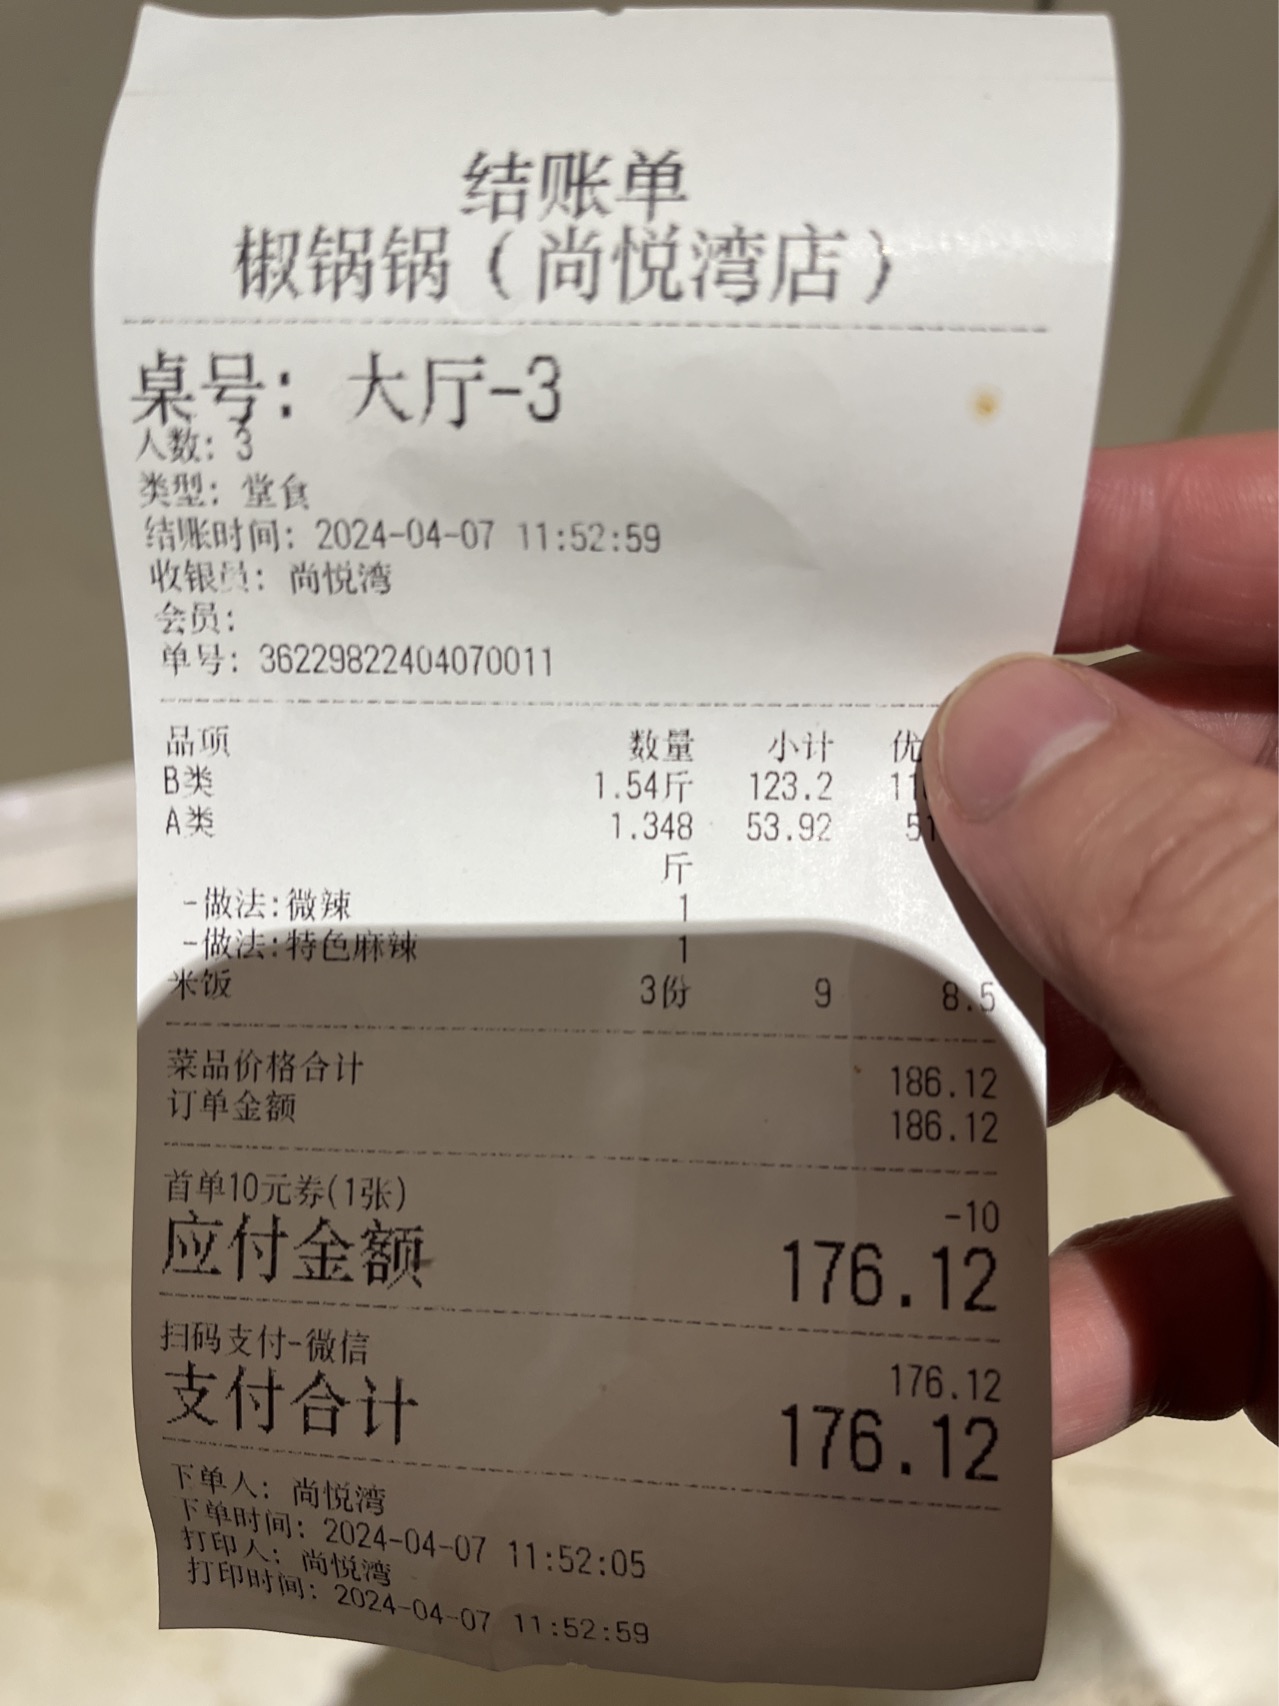 结账单
椒锅锅（尚悦湾店）
桌号：大厅-3
人数：3
类型：堂食
结账时间：2024-04-07 11:52:59
收银员：尚悦湾
会员：
单号：36229822404070011
品项 数量 小计 优
B类 1.54斤 123.2
A类 1.348 53.92
斤
-做法:微辣 1
-做法:特色麻辣 1
米饭 3份 9 8.5
菜品价格合计 186.12
订单金额 186.12
首单10元券(1张) -10
应付金额 176.12
扫码支付-微信 176.12
支付合计 176.12
下单人：尚悦湾
下单时间：2024-04-07 11:52:05
打印人：尚悦湾
打印时间：2024-04-07 11:52:59